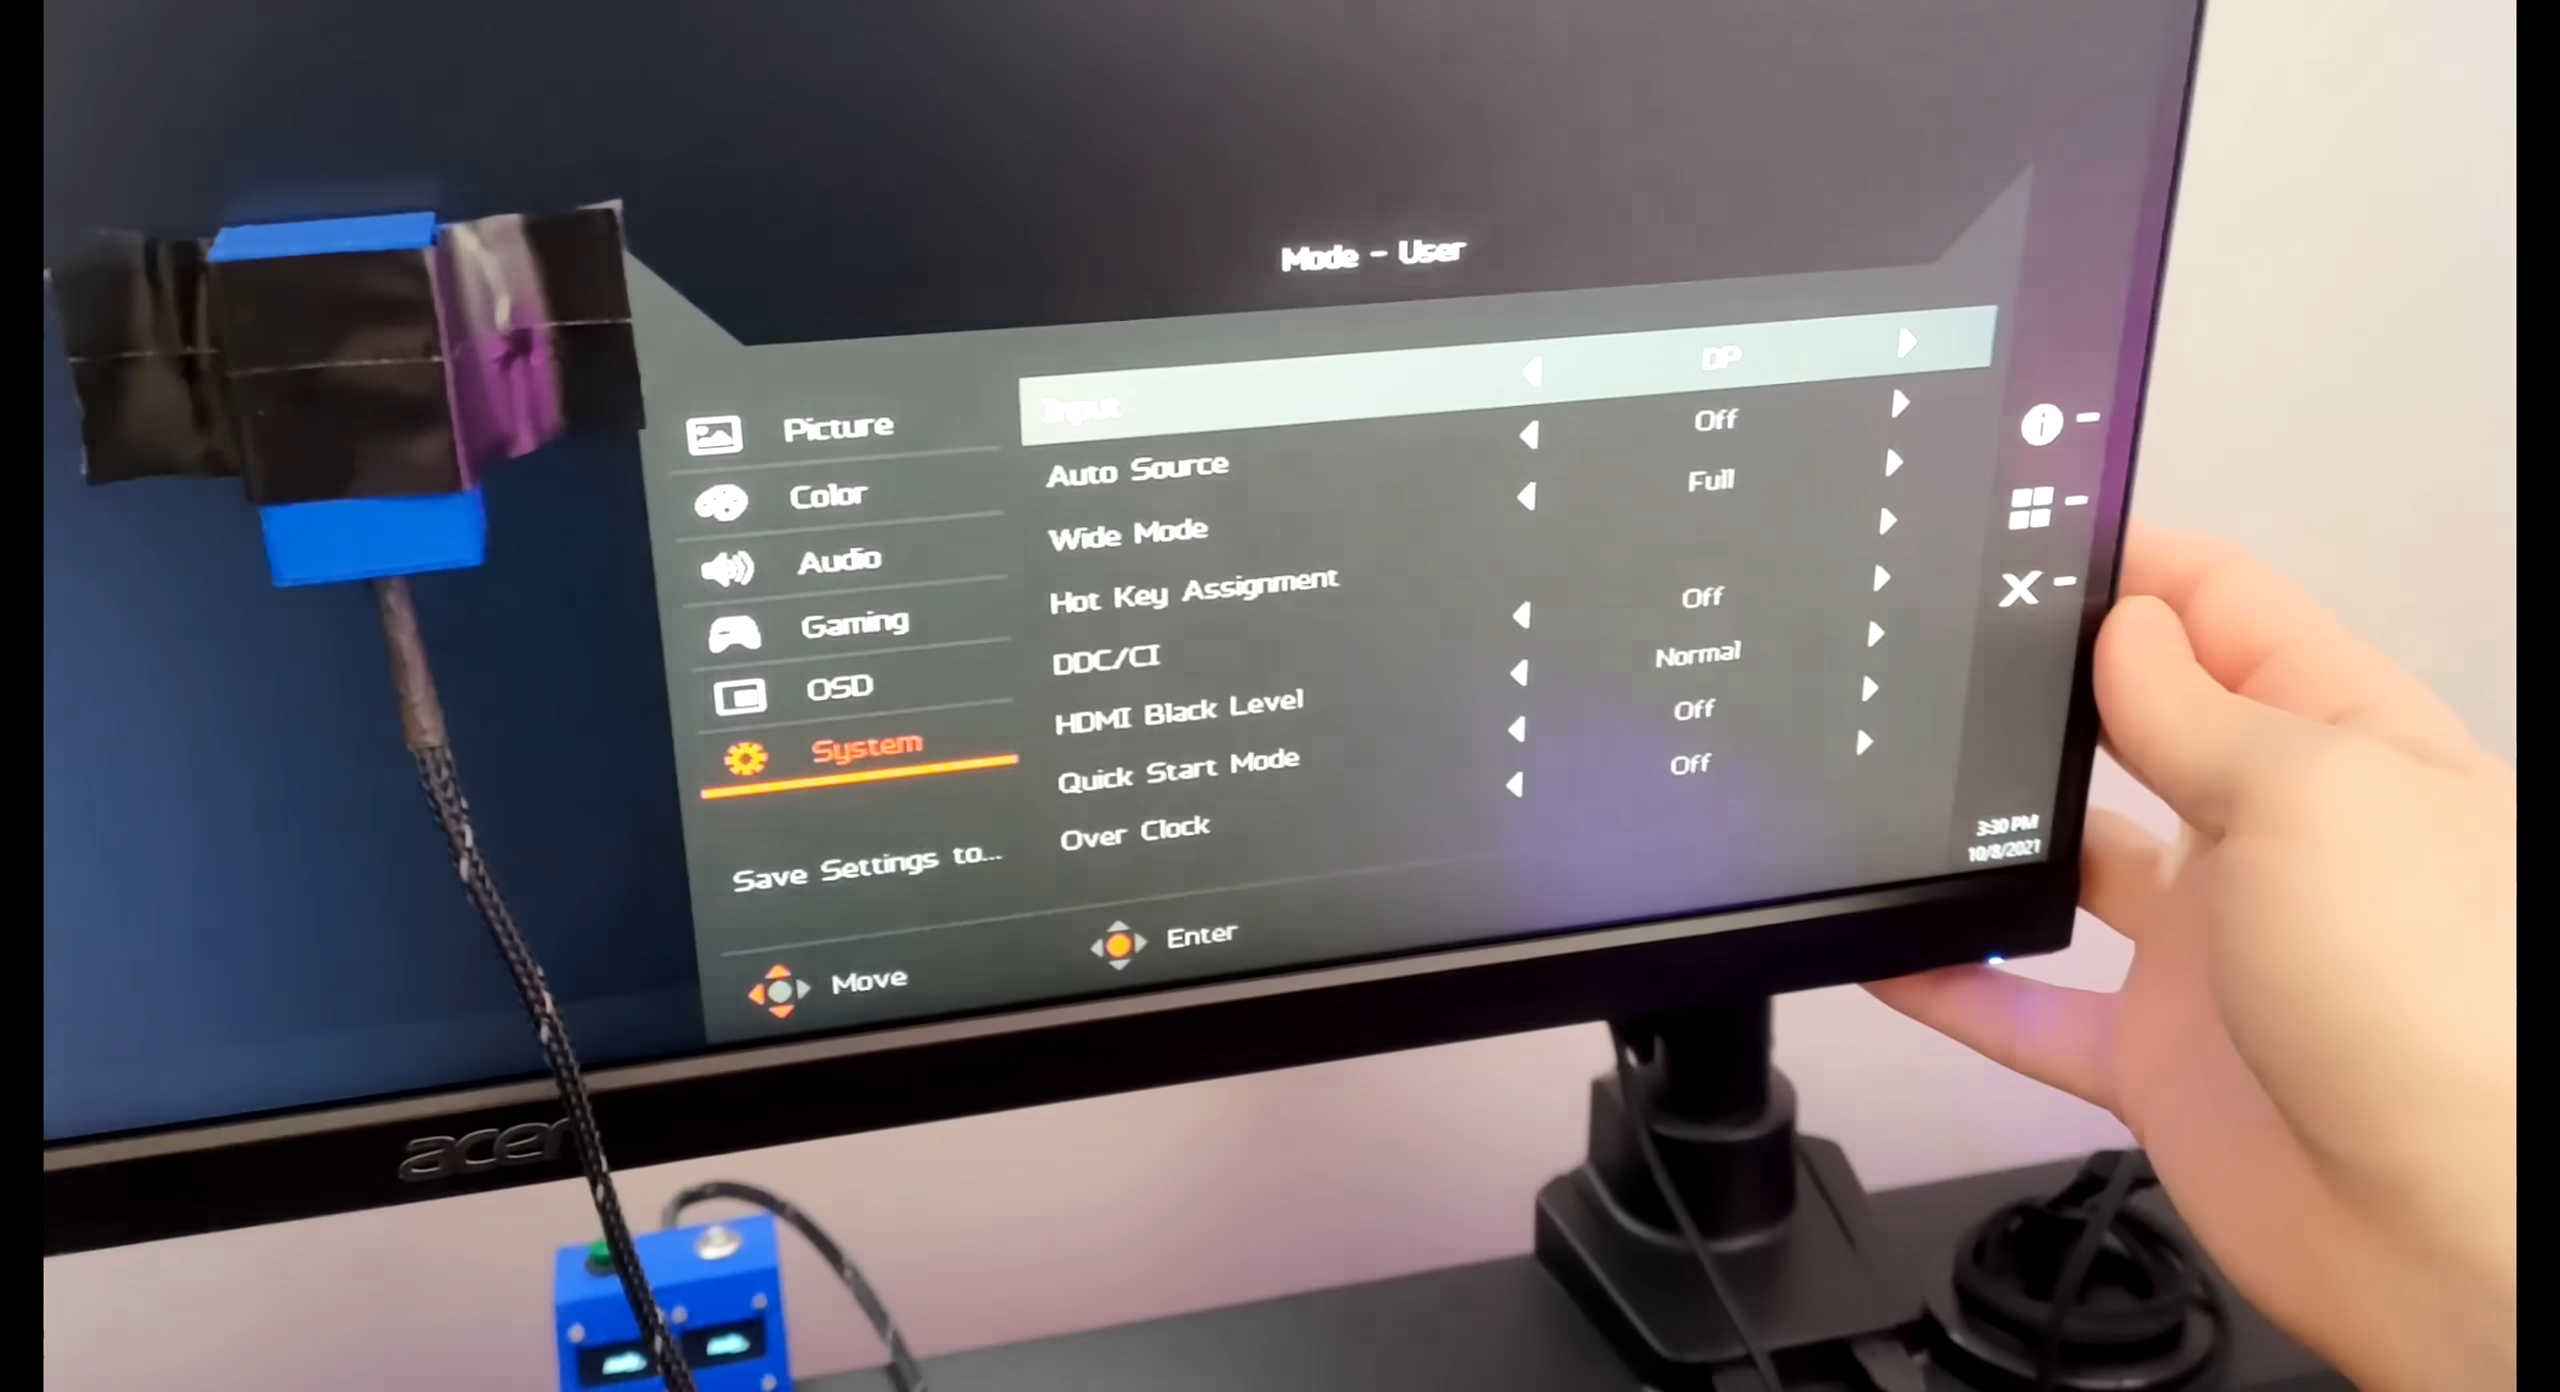 Mode - User
Picture
Color
Audio
Gaming
OSD
System
Save Settings to...
Input DP
Auto Source Off
Wide Mode Full
Hot Key Assignment
DDC/CI Off
HDMI Black Level Normal
Quick Start Mode Off
Over Clock Off
Move Enter
3:30 PM
10/8/2021
acer